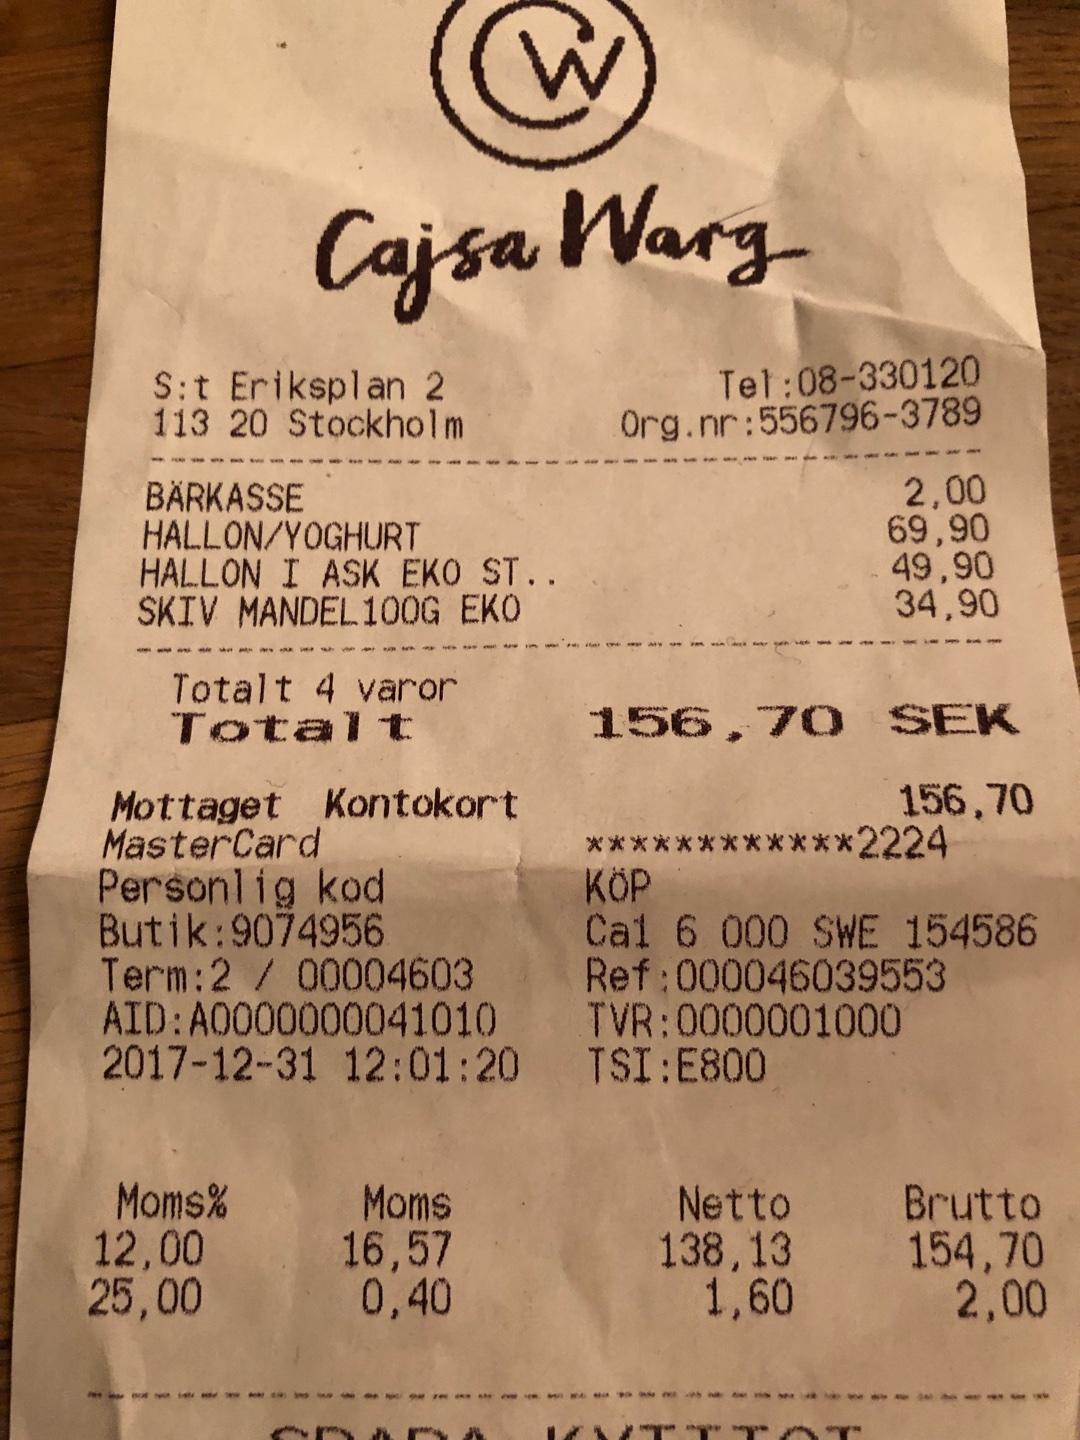 CW
Cajsa Warg
S:t Eriksplan 2 Tel:08-330120
113 20 Stockholm Org.nr:556796-3789
BÄRKASSE 2,00
HALLON/YOGHURT 69,90
HALLON I ASK EKO ST.. 49,90
SKIV MANDEL100G EKO 34,90
Totalt 4 varor
Totalt 156,70 SEK
Mottaget Kontokort 156,70
MasterCard ************2224
Personlig kod KÖP
Butik:9074956 Ca1 6 000 SWE 154586
Term:2 / 00004603 Ref:000046039553
AID:A0000000041010 TVR:0000001000
2017-12-31 12:01:20 TSI:E800
Moms% Moms Netto Brutto
12,00 16,57 138,13 154,70
25,00 0,40 1,60 2,00